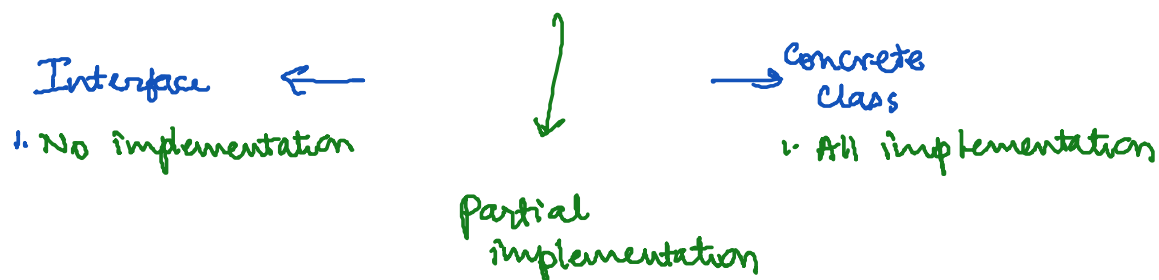 Interface
Concrete
Class
1. No implementation
1. All implementation
Partial
implementation